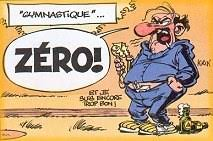 "GYMNASTIQUE"...
ZÉRO!
ET JE
SUIS ENCORE
TROP BON!